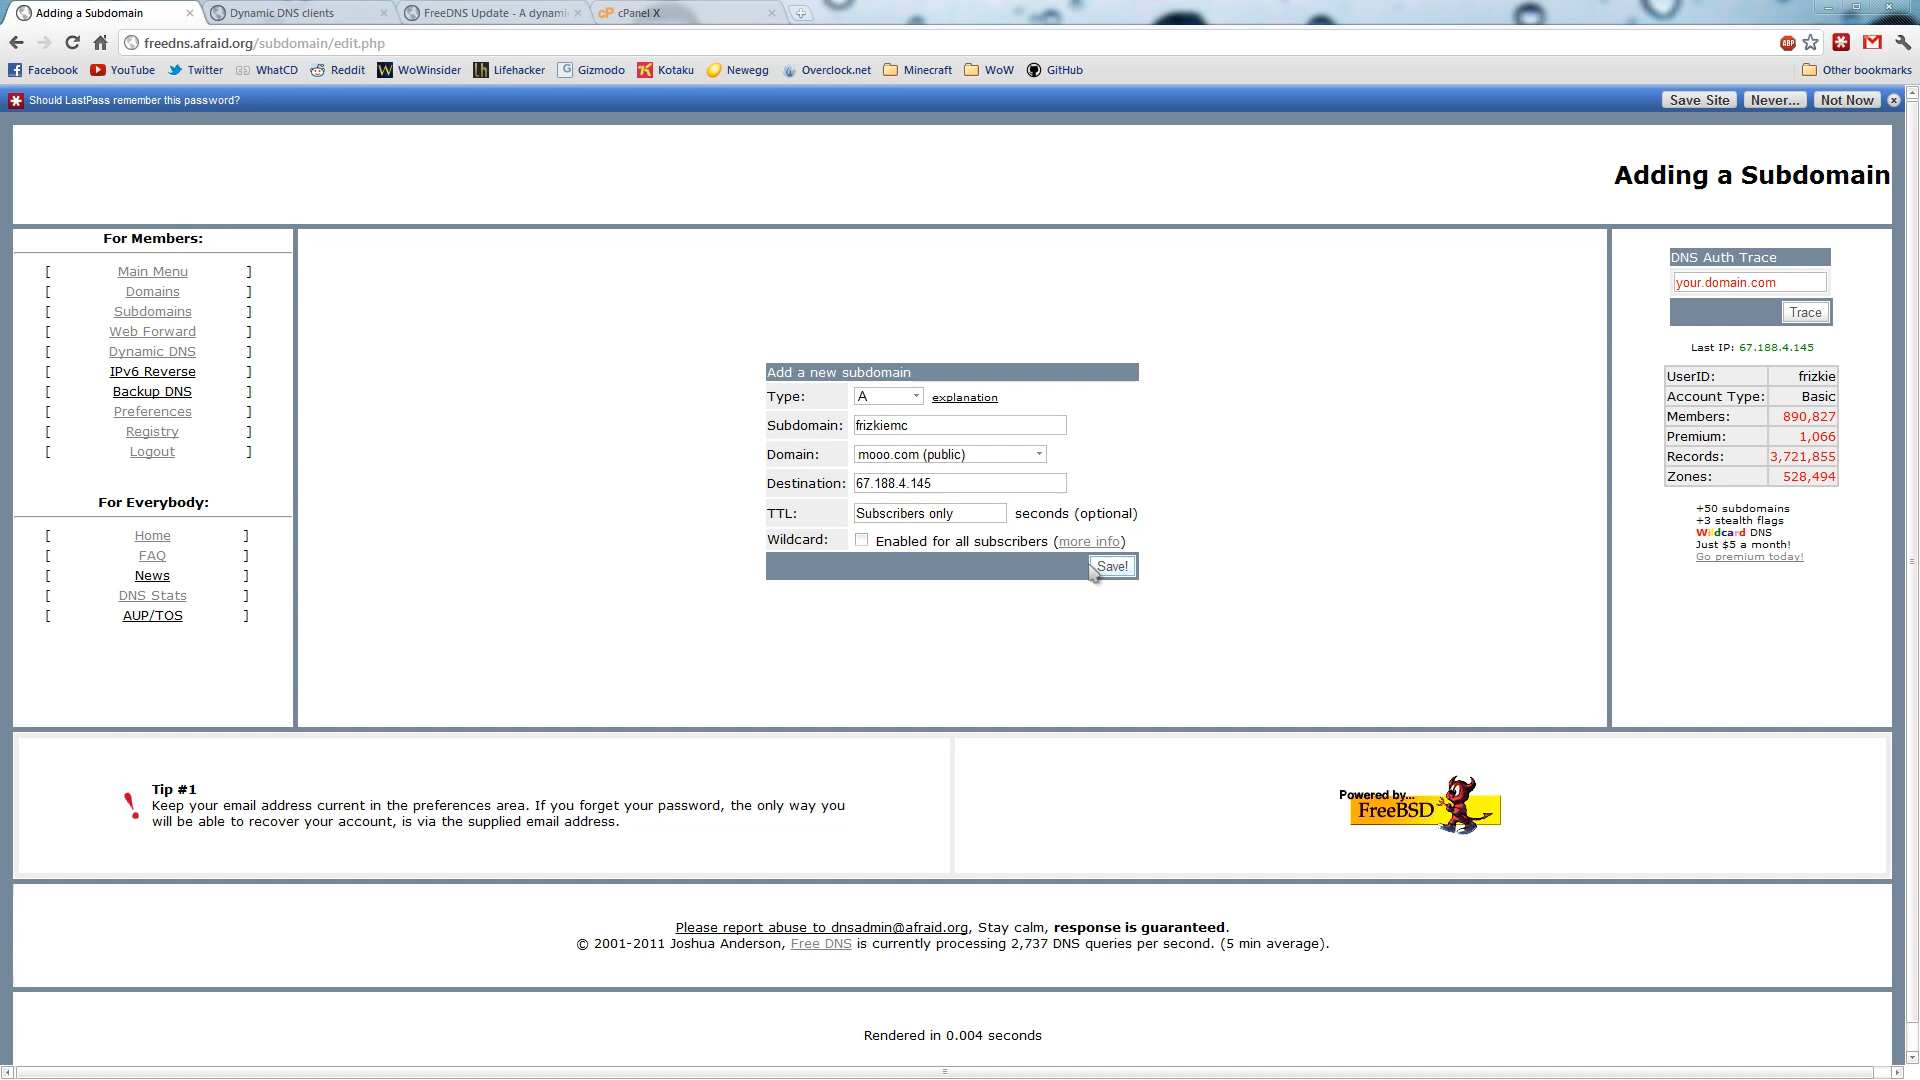 Adding a Subdomain
Dynamic DNS clients
FreeDNS Update - A dynami
cP cPanel X
freedns.afraid.org/subdomain/edit.php
ABP
Facebook
YouTube
Twitter
WhatCD
Reddit
WoWinsider
Lifehacker
Gizmodo
Kotaku
Newegg
Overclock.net
Minecraft
WoW
GitHub
Other bookmarks
Should LastPass remember this password?
Save Site
Never...
Not Now
Adding a Subdomain
For Members:
[ Main Menu ]
[ Domains ]
[ Subdomains ]
[ Web Forward ]
[ Dynamic DNS ]
[ IPv6 Reverse ]
[ Backup DNS ]
[ Preferences ]
[ Registry ]
[ Logout ]
For Everybody:
[ Home ]
[ FAQ ]
[ News ]
[ DNS Stats ]
[ AUP/TOS ]
Add a new subdomain
Type: A explanation
Subdomain: frizkiemc
Domain: mooo.com (public)
Destination: 67.188.4.145
TTL: Subscribers only seconds (optional)
Wildcard: Enabled for all subscribers (more info)
Save!
DNS Auth Trace
your.domain.com
Trace
Last IP: 67.188.4.145
UserID: frizkie
Account Type: Basic
Members: 890,827
Premium: 1,066
Records: 3,721,855
Zones: 528,494
+50 subdomains
+3 stealth flags
Wildcard DNS
Just $5 a month!
Go premium today!
Tip #1
Keep your email address current in the preferences area. If you forget your password, the only way you
will be able to recover your account, is via the supplied email address.
Powered by...
FreeBSD
Please report abuse to dnsadmin@afraid.org, Stay calm, response is guaranteed.
© 2001-2011 Joshua Anderson, Free DNS is currently processing 2,737 DNS queries per second. (5 min average).
Rendered in 0.004 seconds